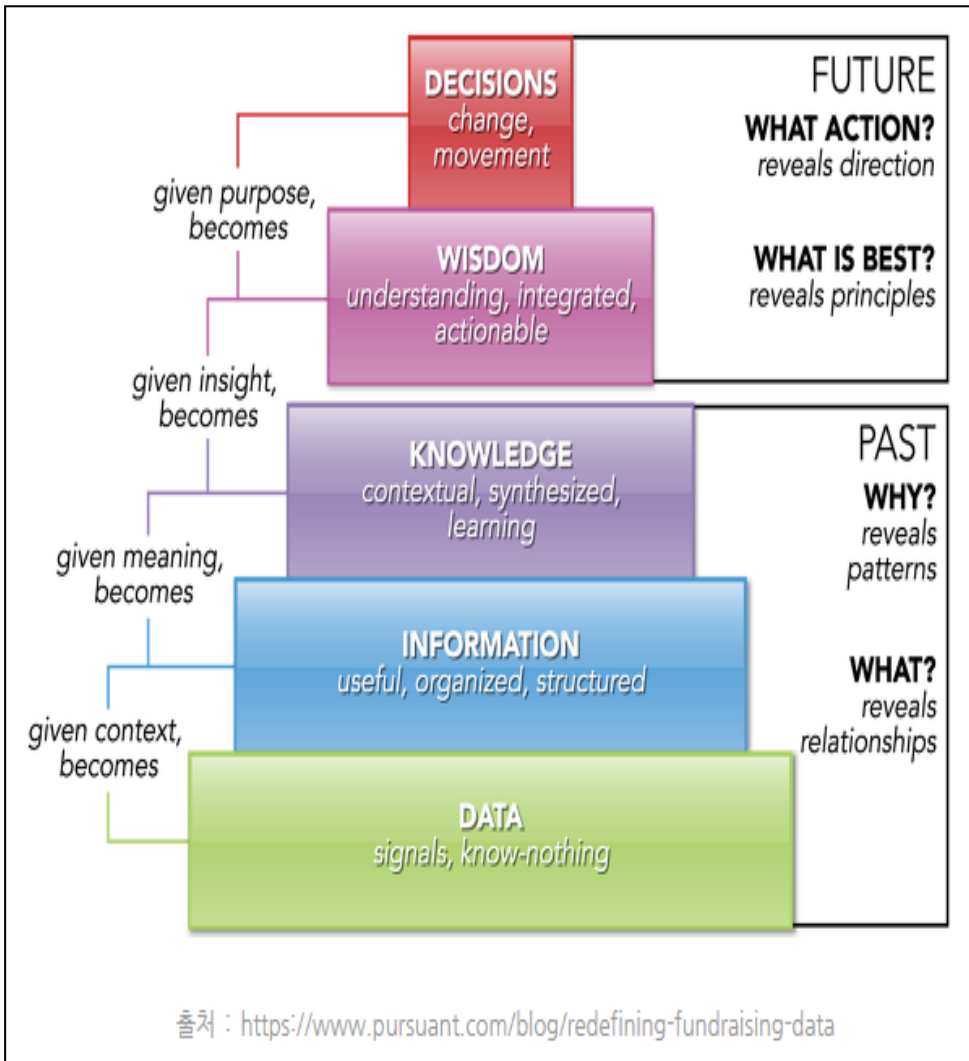 DECISIONS
change,
movement
WISDOM
understanding, integrated,
actionable
KNOWLEDGE
contextual, synthesized,
learning
INFORMATION
useful, organized, structured
DATA
signals, know-nothing
given purpose,
becomes
given insight,
becomes
given meaning,
becomes
given context,
becomes
FUTURE
WHAT ACTION?
reveals direction
WHAT IS BEST?
reveals principles
PAST
WHY?
reveals
patterns
WHAT?
reveals
relationships
출처 : https://www.pursuant.com/blog/redefining-fundraising-data